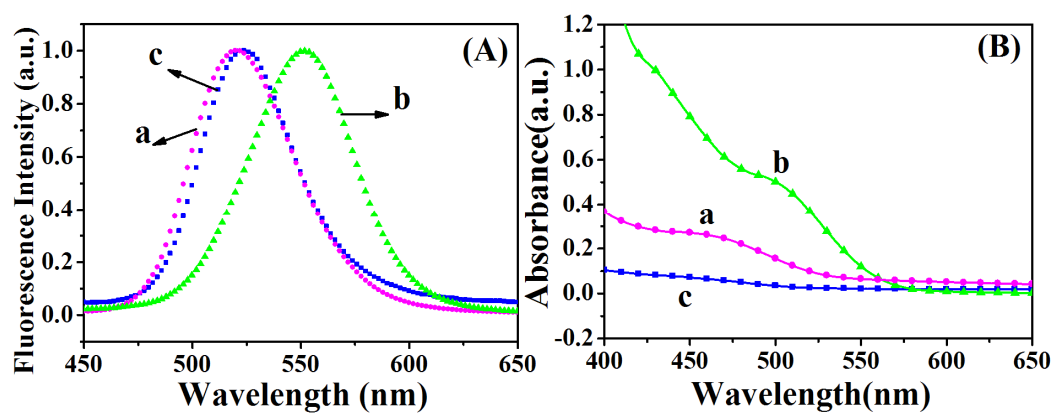 Fluorescence Intensity (a.u.)
1.0
0.8
0.6
0.4
0.2
0.0
(A)
c
a
b
450 500 550 600 650
Wavelength (nm)
Absorbance(a.u.)
1.2
1.0
0.8
0.6
0.4
0.2
0.0
-0.2
(B)
b
a
c
400 450 500 550 600 650
Wavelength(nm)